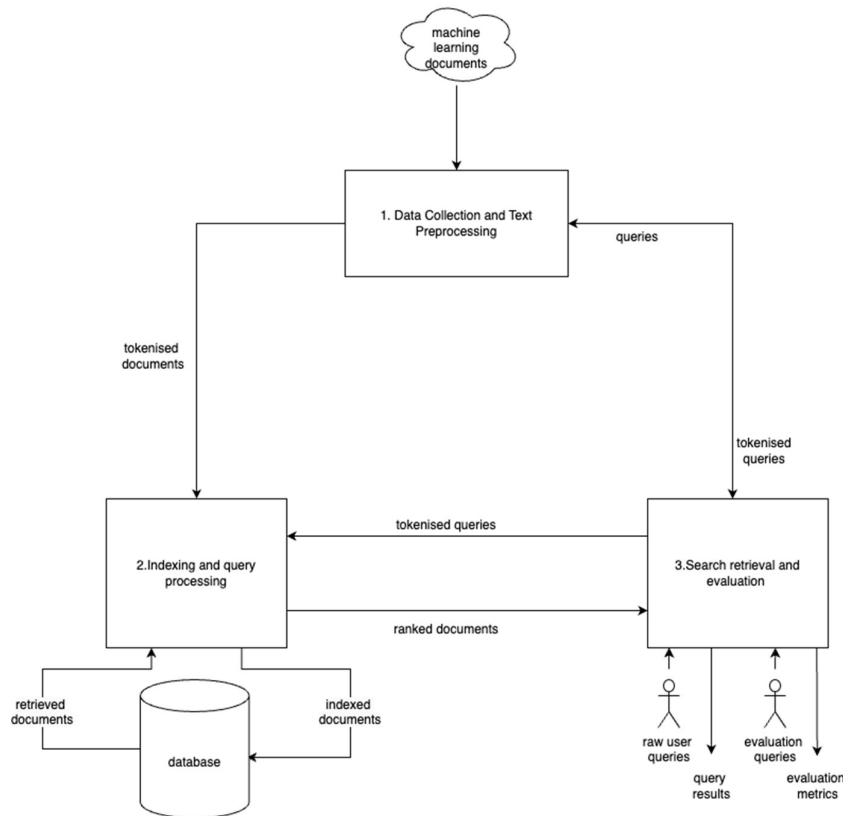 machine
learning
documents
1. Data Collection and Text
Preprocessing
queries
tokenised
documents
tokenised
queries
tokenised queries
2.Indexing and query
processing
3.Search retrieval and
evaluation
ranked documents
retrieved
documents
indexed
documents
database
raw user
queries
evaluation
queries
query
results
evaluation
metrics